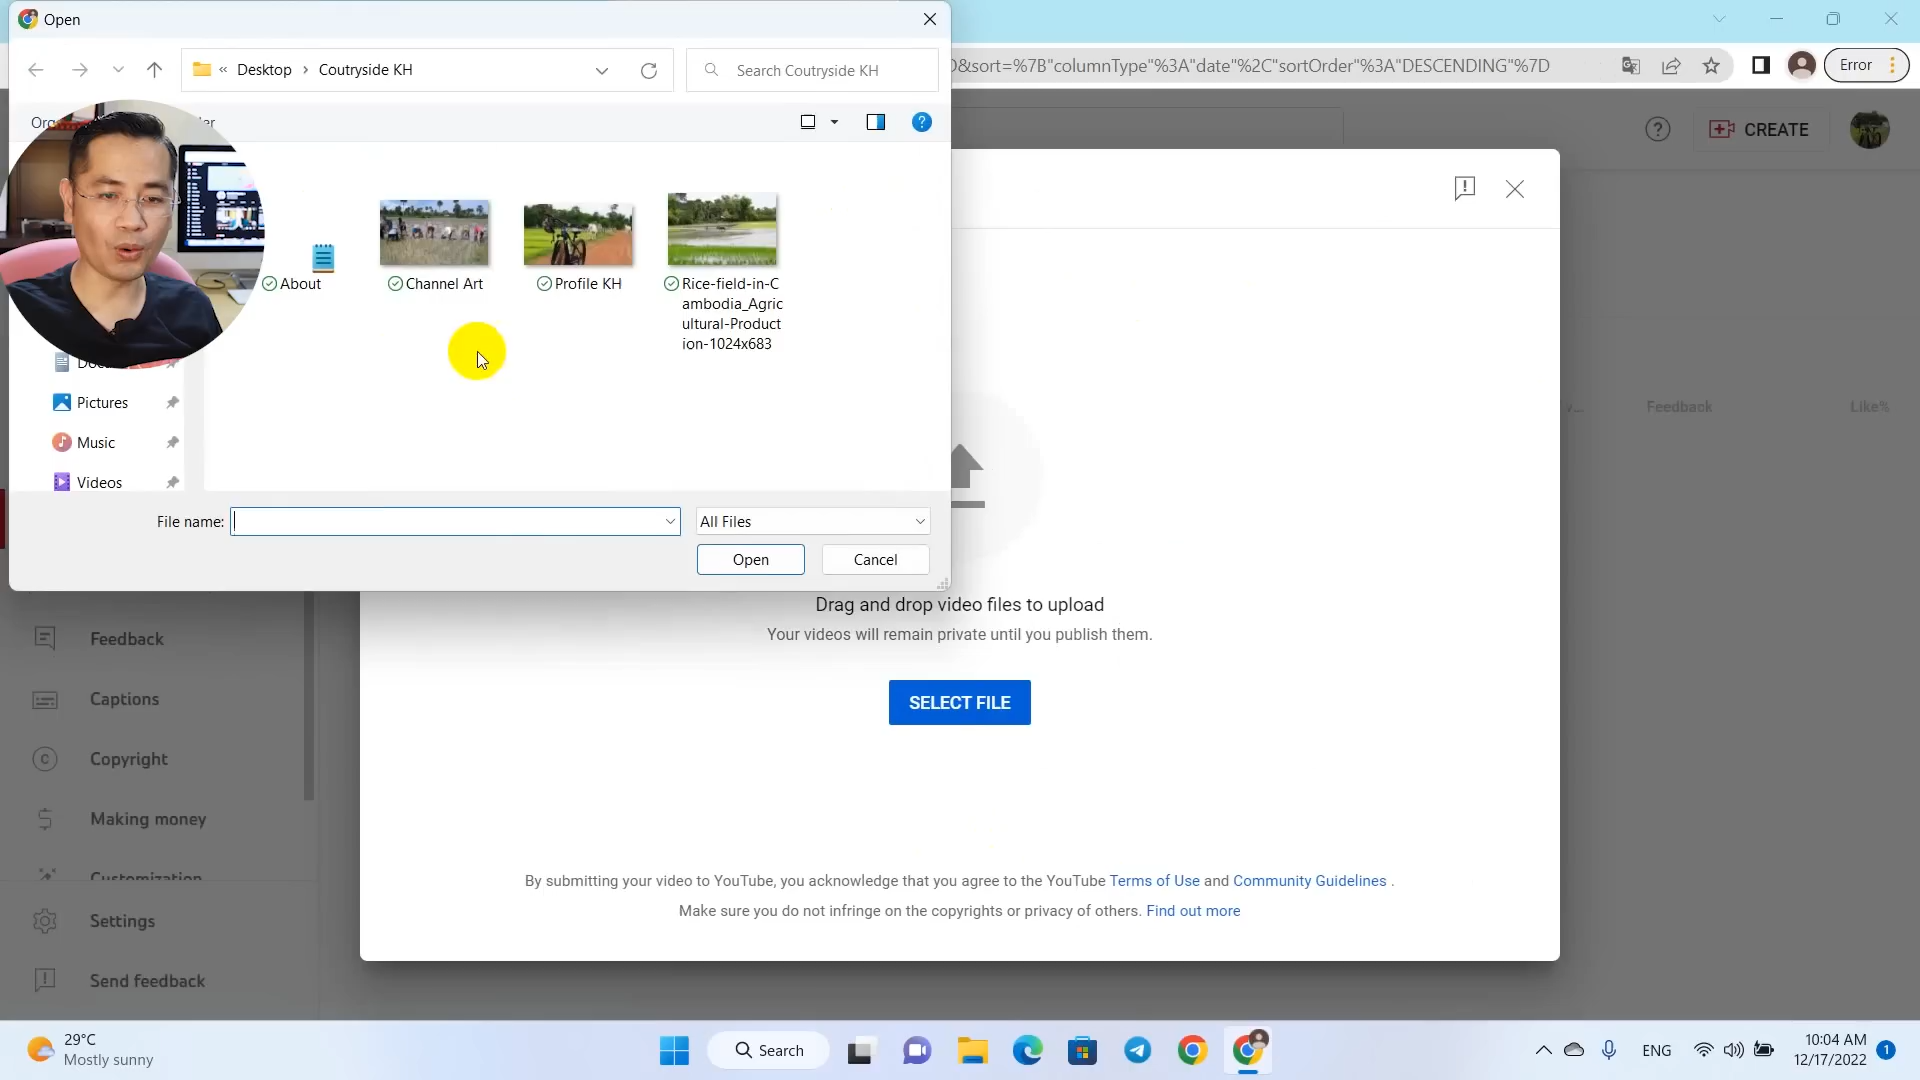 Open
« Desktop › Coutryside KH
Search Coutryside KH
D&sort=%7B"columnType"%3A"date"%2C"sortOrder"%3A"DESCENDING"%7D
Error
CREATE
About
Channel Art
Profile KH
Rice-field-in-C
ambodia_Agric
ultural-Product
ion-1024x683
Pictures
Music
Videos
File name:
All Files
Open
Cancel
Feedback
Like%
Drag and drop video files to upload
Your videos will remain private until you publish them.
SELECT FILE
Feedback
Captions
Copyright
Making money
Customization
Settings
Send feedback
By submitting your video to YouTube, you acknowledge that you agree to the YouTube Terms of Use and Community Guidelines .
Make sure you do not infringe on the copyrights or privacy of others. Find out more
29°C
Mostly sunny
Search
ENG
10:04 AM
12/17/2022
1